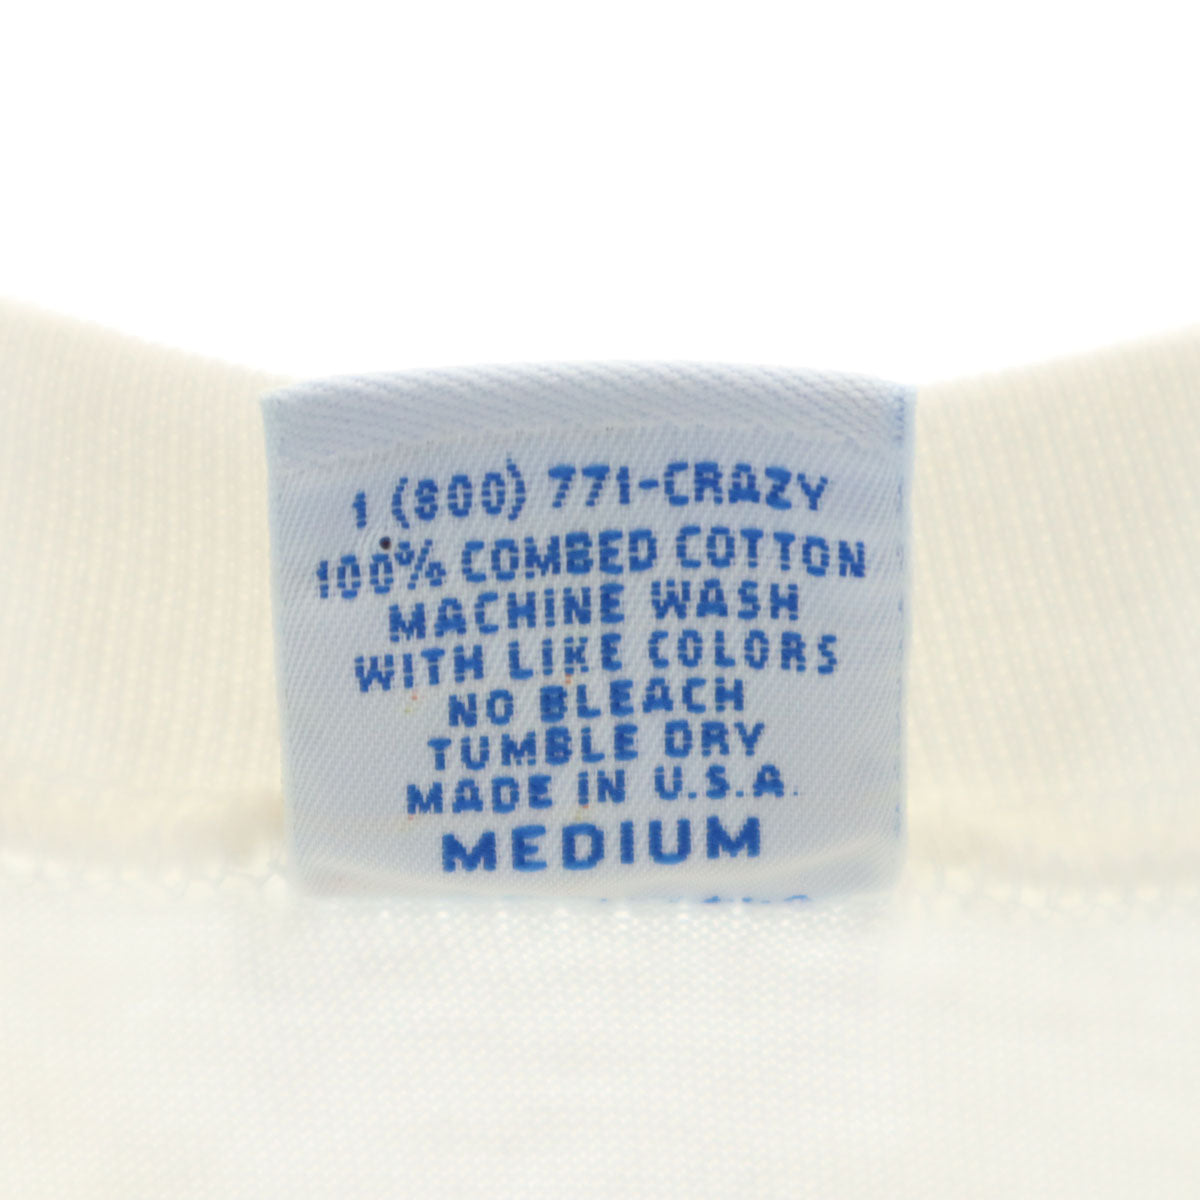 1 (800) 771-CRAZY
100% COMBED COTTON
MACHINE WASH
WITH LIKE COLORS
NO BLEACH
TUMBLE DRY
MADE IN U.S.A.
MEDIUM